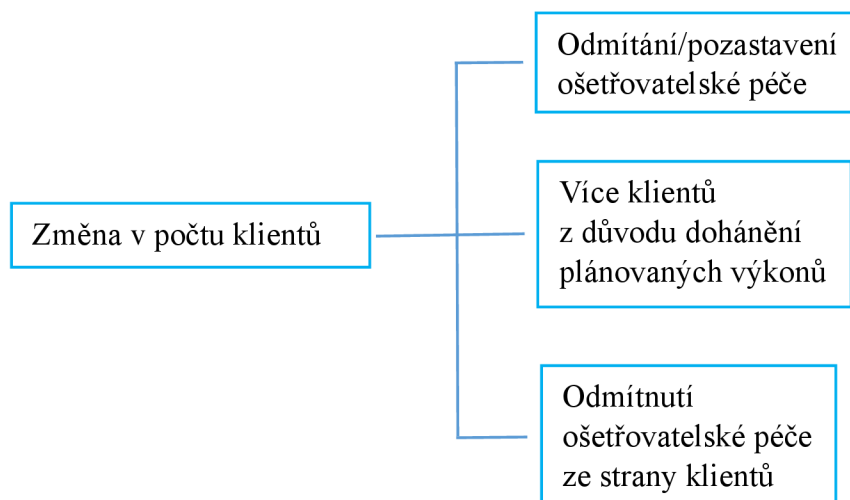 Změna v počtu klientů
Odmítání/pozastavení
ošetřovatelské péče
Více klientů
z důvodu dohánění
plánovaných výkonů
Odmítnutí
ošetřovatelské péče
ze strany klientů